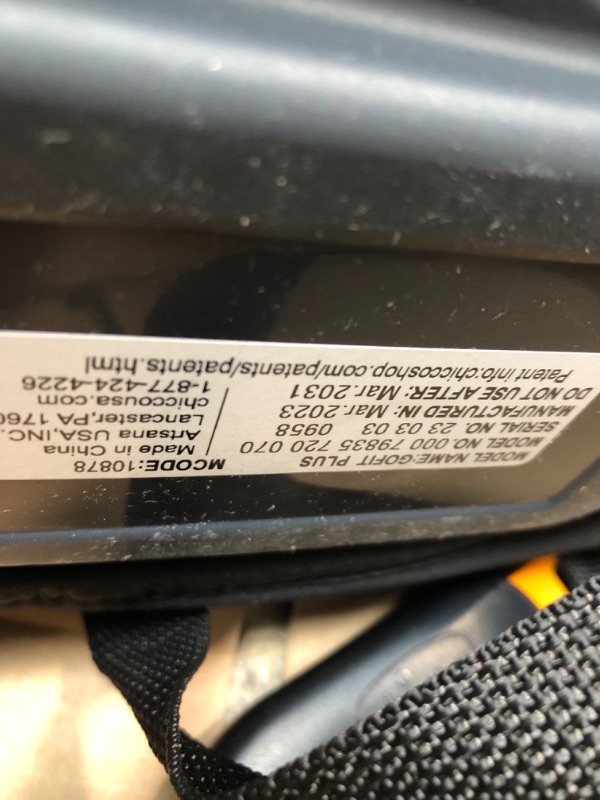 MODEL NAME:GOFIT PLUS
MODEL NO.000 79835 720 070
SERIAL NO. 23 03 03 0958
MANUFACTURED IN: Mar.2023
DO NOT USE AFTER: Mar.2031
Patent info.chiccoshop.com/patents/patents.html
MCODE:10878
Made in China
Artsana USA,INC.
Lancaster,PA 1760
chiccousa.com
1-877-424-4226